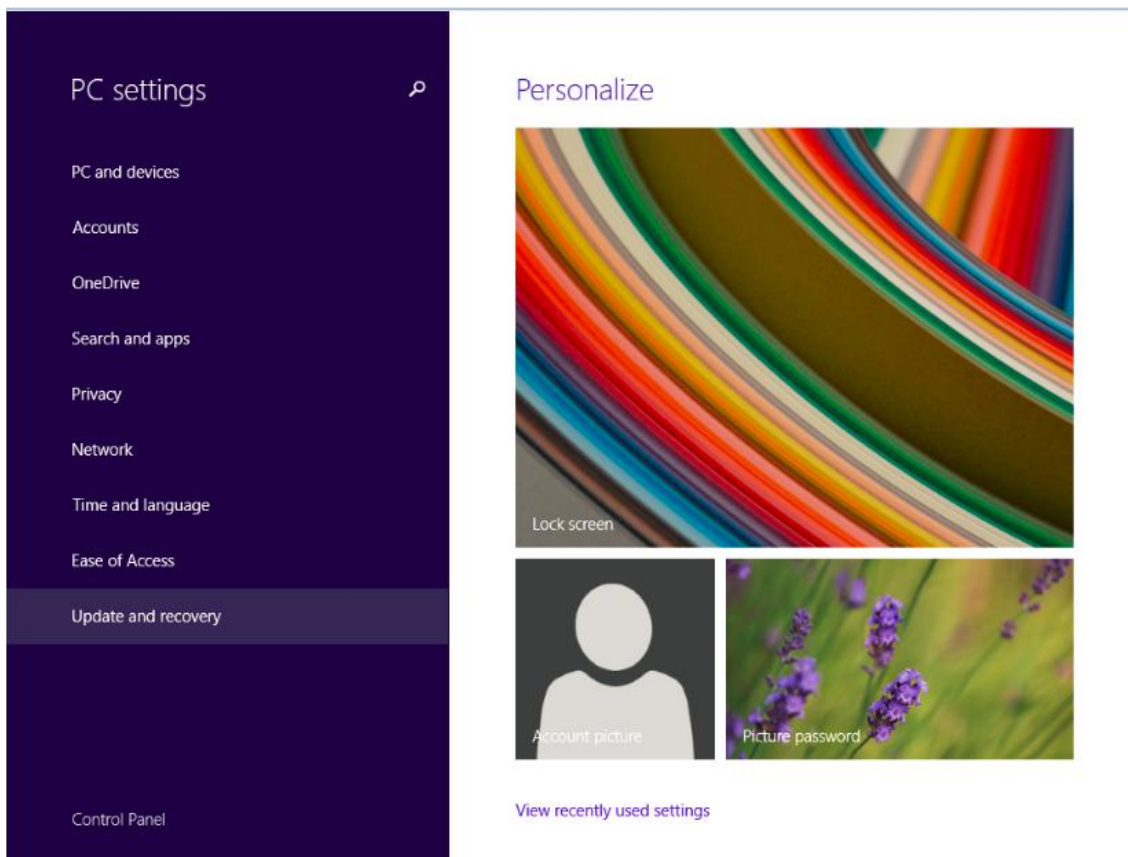 PC settings
PC and devices
Accounts
OneDrive
Search and apps
Privacy
Network
Time and language
Ease of Access
Update and recovery
Control Panel
Personalize
Lock screen
Account picture
Picture password
View recently used settings